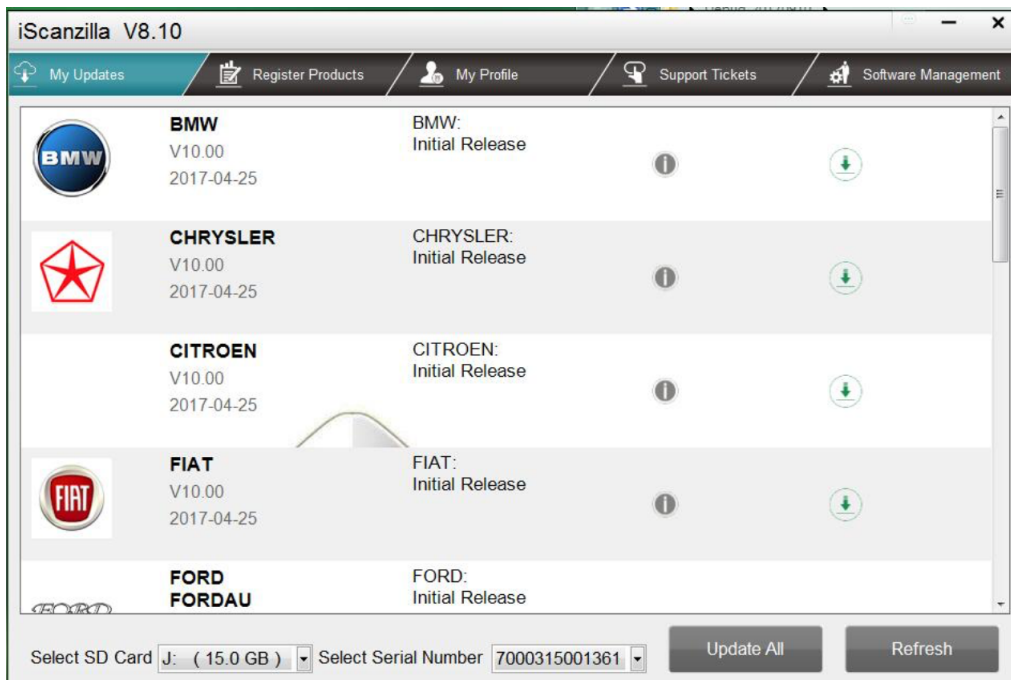 iScanzilla V8.10
My Updates
Register Products
My Profile
Support Tickets
Software Management
BMW
BMW
V10.00
2017-04-25
BMW:
Initial Release
CHRYSLER
V10.00
2017-04-25
CHRYSLER:
Initial Release
CITROEN
V10.00
2017-04-25
CITROEN:
Initial Release
FIAT
FIAT
V10.00
2017-04-25
FIAT:
Initial Release
FORD
FORD
FORDAU
FORD:
Initial Release
Select SD Card J: ( 15.0 GB ) Select Serial Number 7000315001361
Update All
Refresh